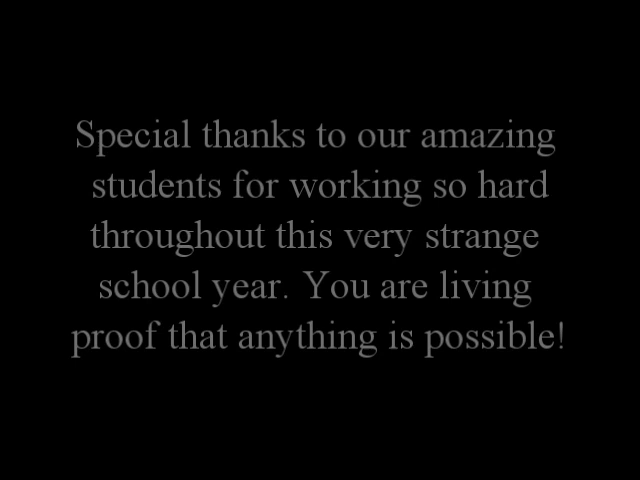 Special thanks to our amazing
students for working so hard
throughout this very strange
school year. You are living
proof that anything is possible!